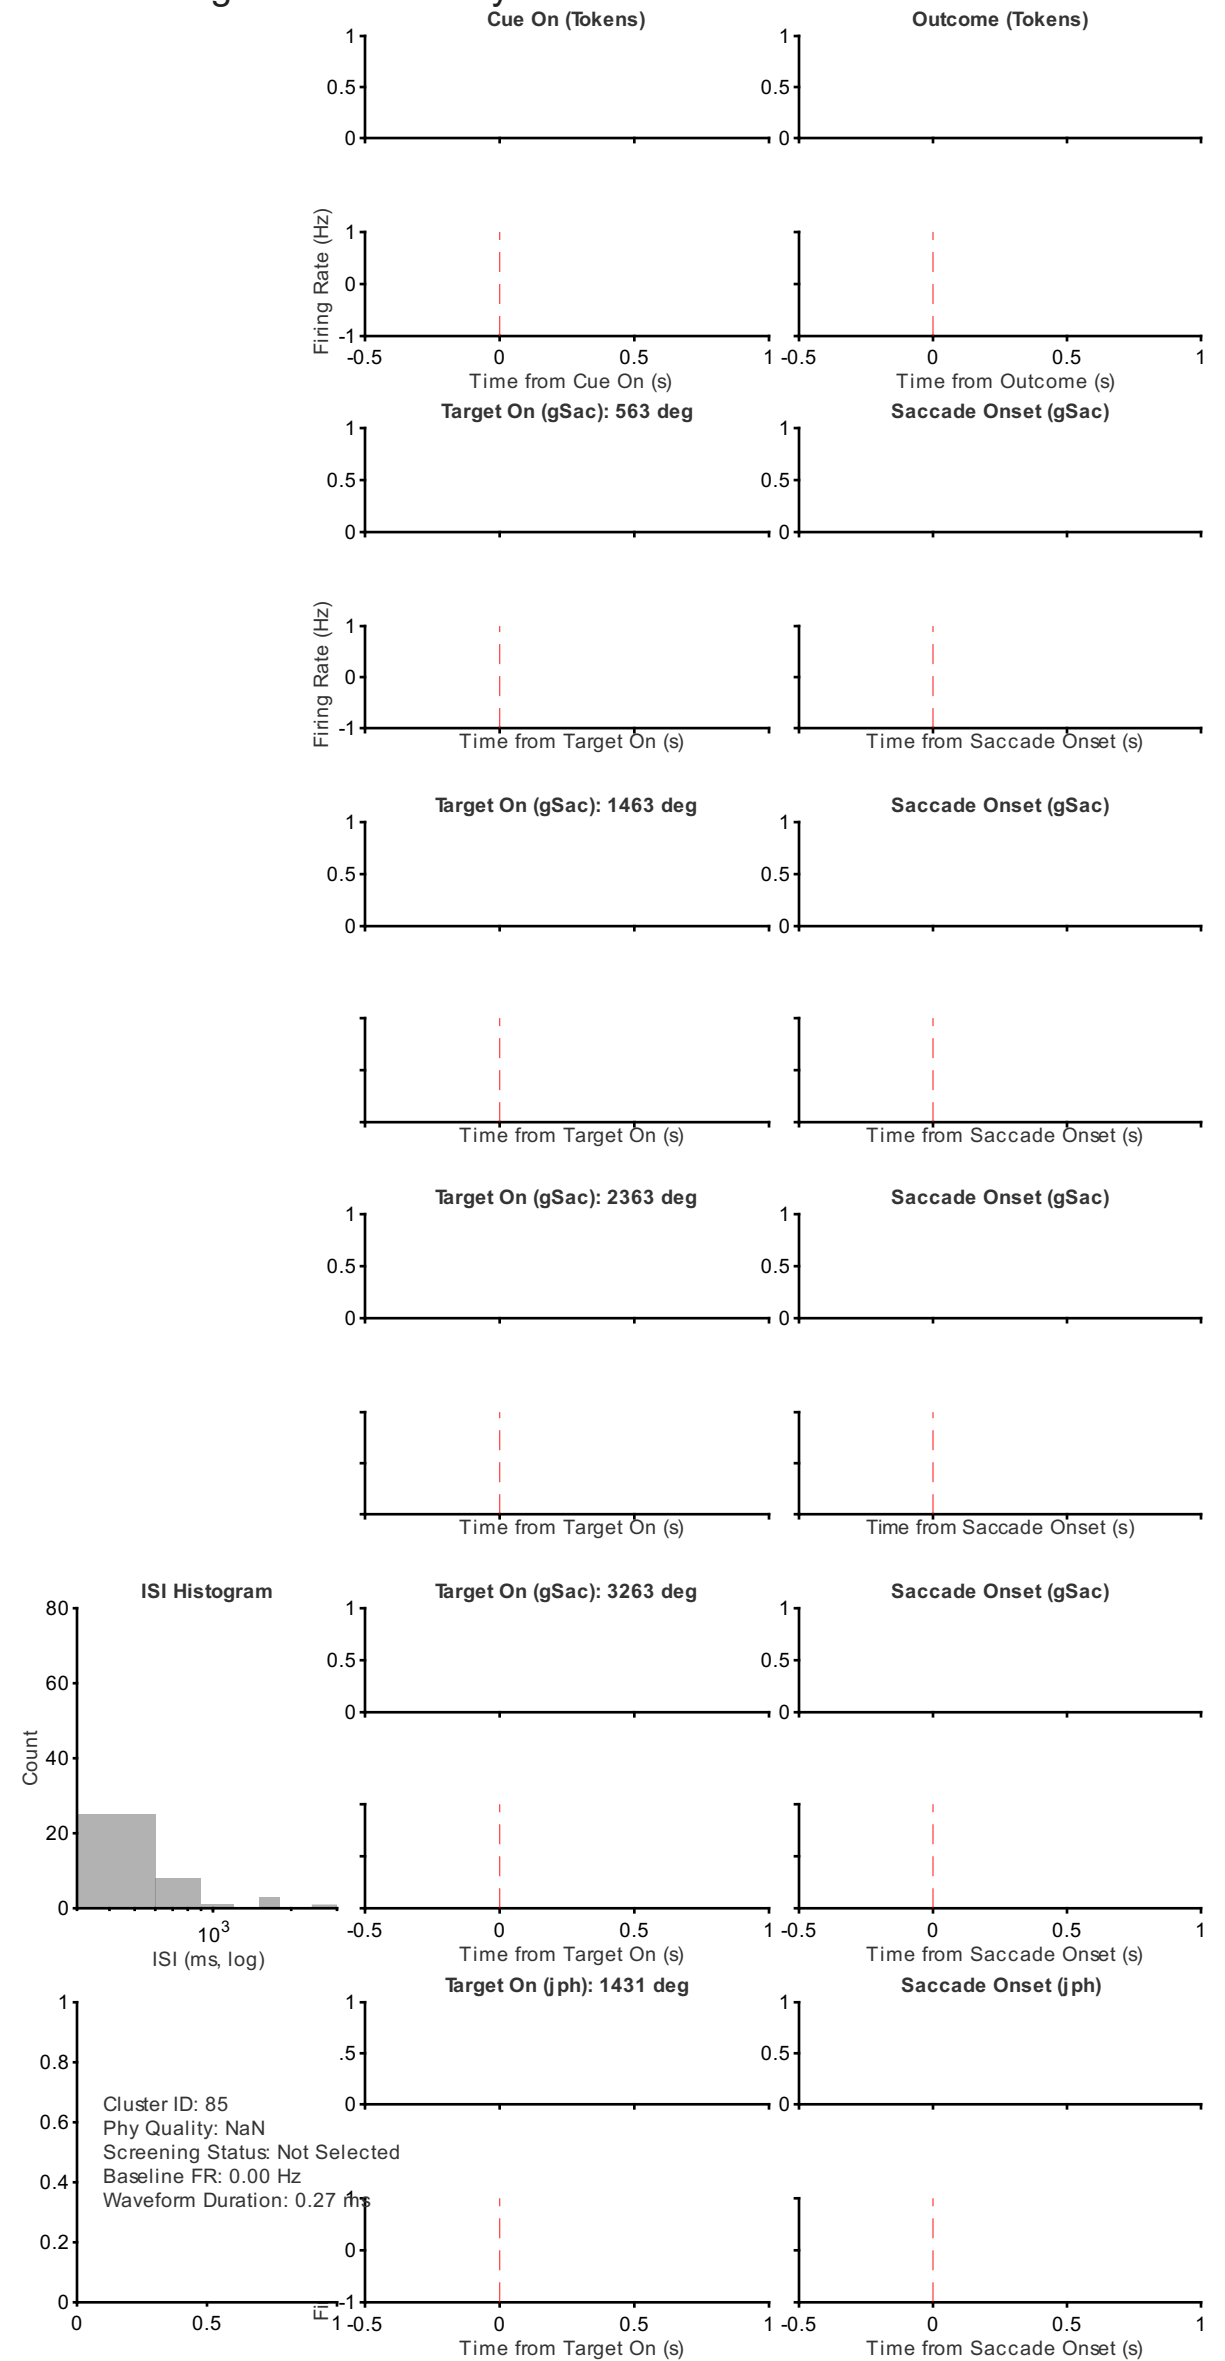 Cue On (Tokens)
Outcome (Tokens)
1
0.5
0
1
0.5
0
Firing Rate (Hz)
1
0
-1
-0.5
0
0.5
1
-0.5
0
0.5
1
Time from Cue On (s)
Time from Outcome (s)
Target On (gSac): 563 deg
Saccade Onset (gSac)
1
0.5
0
1
0.5
0
Firing Rate (Hz)
1
0
-1
Time from Target On (s)
Time from Saccade Onset (s)
Target On (gSac): 1463 deg
Saccade Onset (gSac)
1
0.5
0
1
0.5
0
Time from Target On (s)
Time from Saccade Onset (s)
Target On (gSac): 2363 deg
Saccade Onset (gSac)
1
0.5
0
1
0.5
0
Time from Target On (s)
Time from Saccade Onset (s)
ISI Histogram
80
60
40
20
0
Count
10^3
ISI (ms, log)
Target On (gSac): 3263 deg
Saccade Onset (gSac)
1
0.5
0
1
0.5
0
-0.5
0
0.5
1
-0.5
0
0.5
1
Time from Target On (s)
Time from Saccade Onset (s)
1
0.8
0.6
0.4
0.2
0
0
0.5
1
Cluster ID: 85
Phy Quality: NaN
Screening Status: Not Selected
Baseline FR: 0.00 Hz
Waveform Duration: 0.27 ms
Target On (jph): 1431 deg
Saccade Onset (jph)
1
.5
0
1
0.5
0
1
0
-1
Fi
-0.5
0
0.5
1
-0.5
0
0.5
1
Time from Target On (s)
Time from Saccade Onset (s)